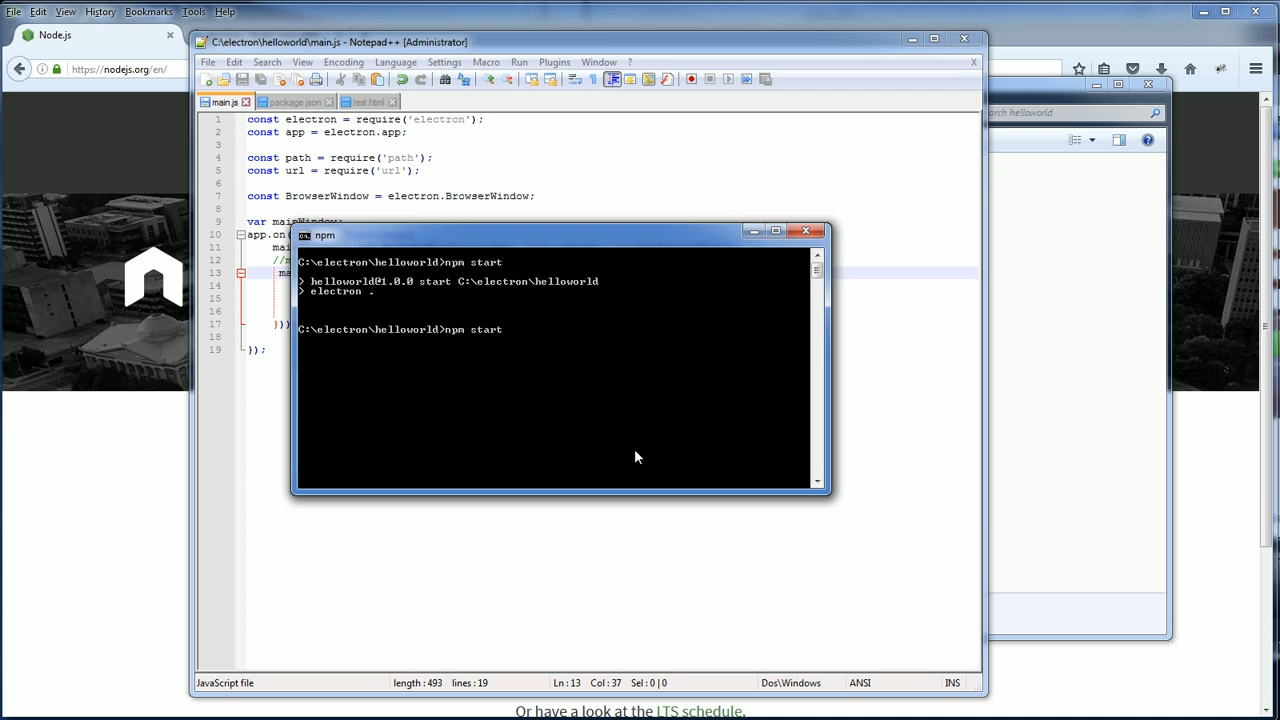 File Edit View History Bookmarks Tools Help
Node.js
https://nodejs.org/en/
C:\electron\helloworld\main.js - Notepad++ [Administrator]
File Edit Search View Encoding Language Settings Macro Run Plugins Window ? X
main.js package.json test.html
1 const electron = require('electron');
2 const app = electron.app;
3
4 const path = require('path');
5 const url = require('url');
6
7 const BrowserWindow = electron.BrowserWindow;
8
9 var mainWindow;
10 app.on(
11 mai
12 //m
13 ma
14
15
16
17 })
18
19 });
npm
C:\electron\helloworld>npm start
> helloworld@1.0.0 start C:\electron\helloworld
> electron .
C:\electron\helloworld>npm start
arch helloworld
JavaScript file length : 493 lines : 19 Ln : 13 Col : 37 Sel : 0 | 0 Dos\Windows ANSI INS
Or have a look at the LTS schedule.